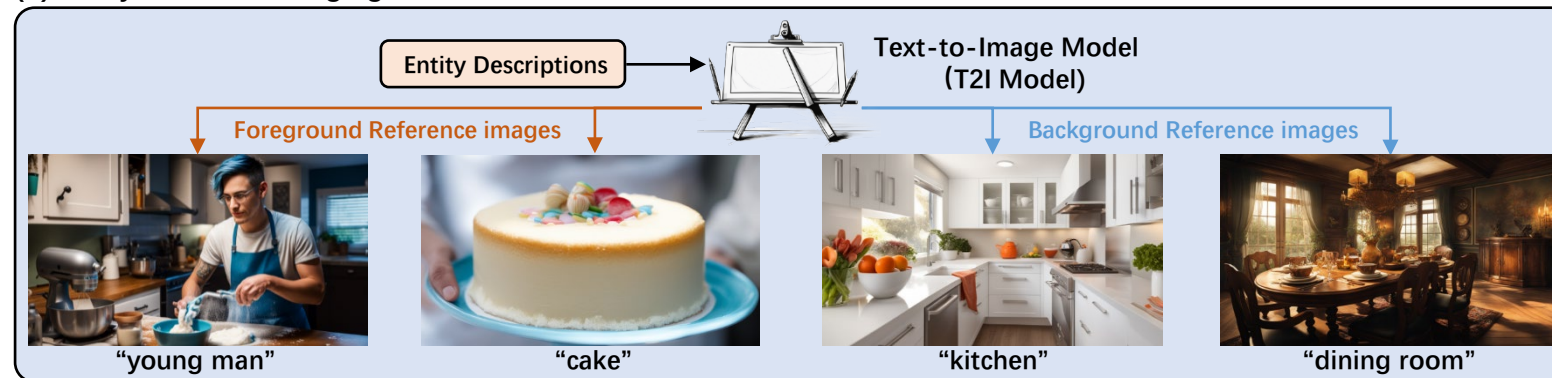 Entity Descriptions
Text-to-Image Model
(T2I Model)
Foreground Reference images
Background Reference images
“young man”
“cake”
“kitchen”
“dining room”